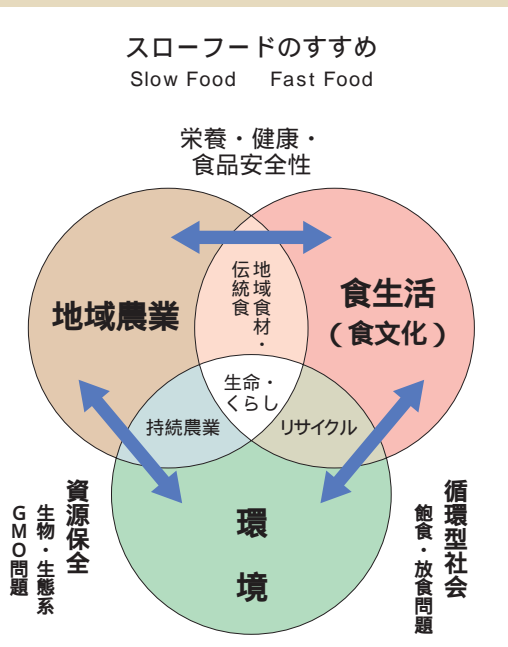 スローフードのすすめ
Slow Food Fast Food
栄養・健康・
食品安全性
地域農業
地域食材・
伝統食
食生活
（食文化）
生命・
くらし
持続農業
リサイクル
環
境
資源保全
生物・生態系
GMO問題
循環型社会
飽食・放食問題